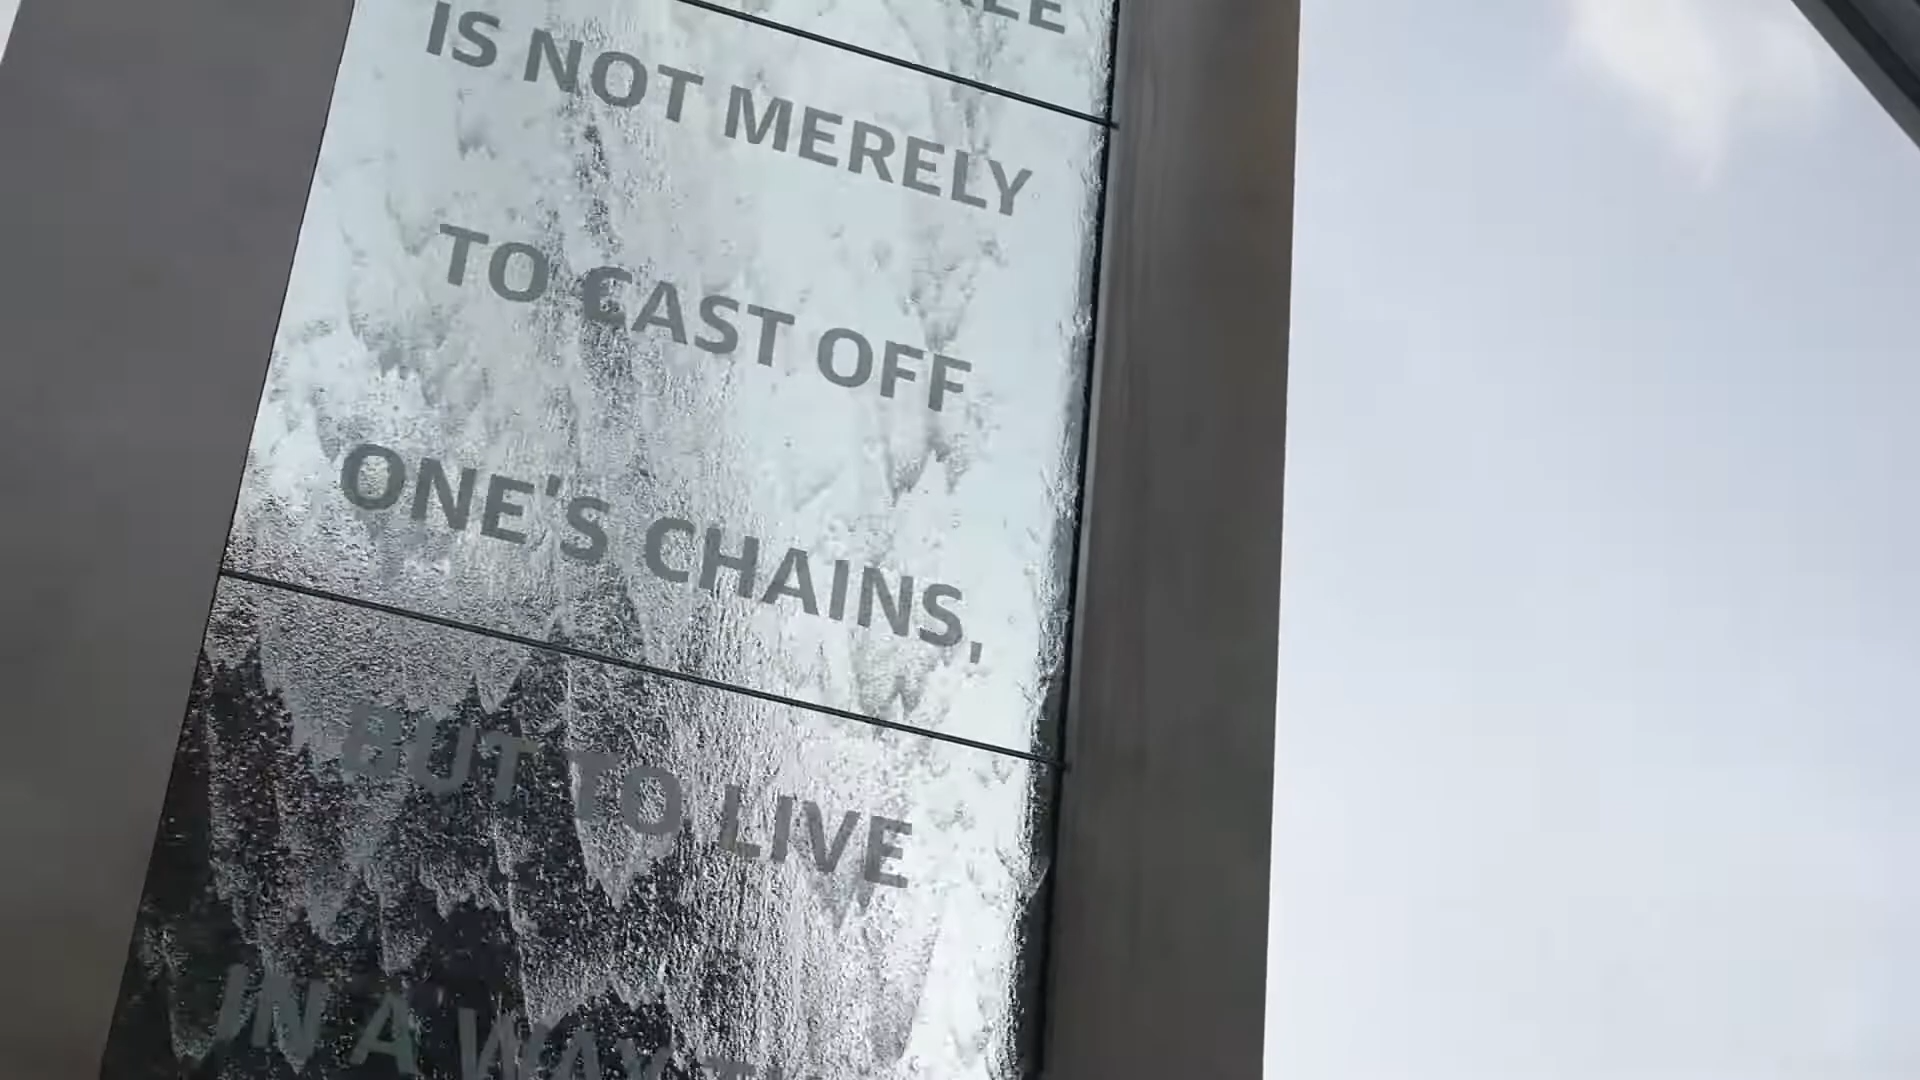 IS NOT MERELY
TO CAST OFF
ONE'S CHAINS,
BUT TO LIVE
IN A WAY